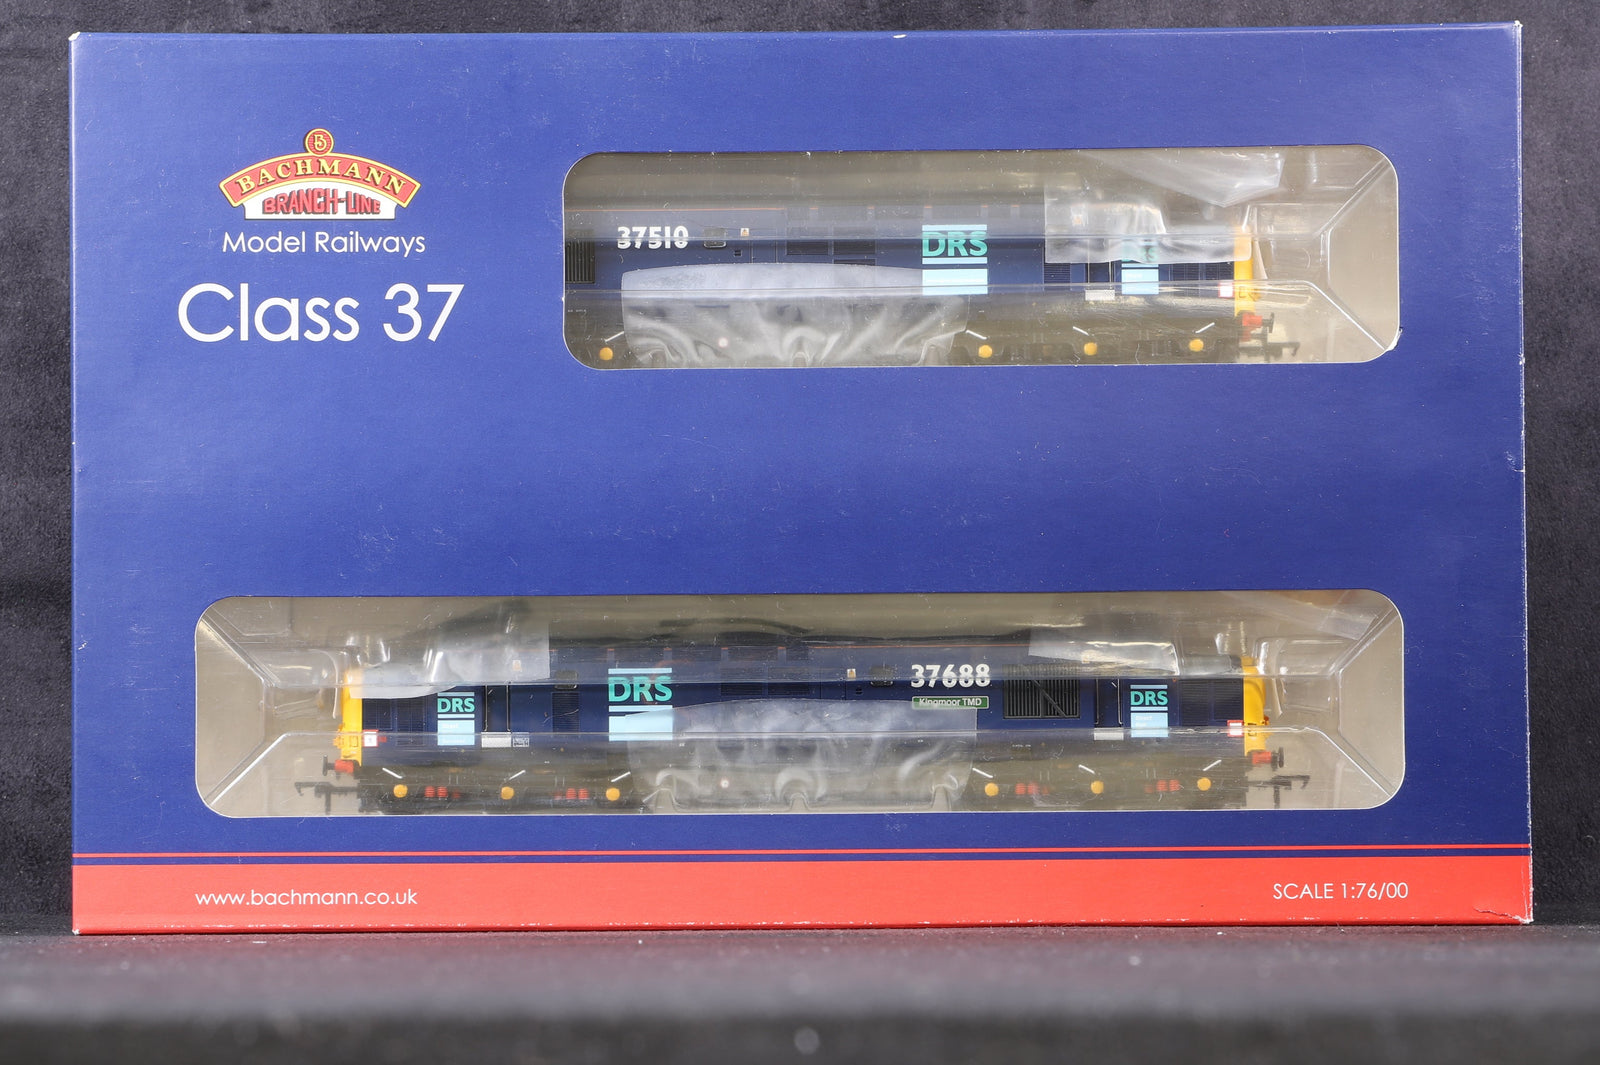 BACHMANN
BRANCH-LINE
Model Railways
Class 37
37510
DRS
DRS
DRS
37688
Kingmoor TMD
DRS
www.bachmann.co.uk
SCALE 1:76/00